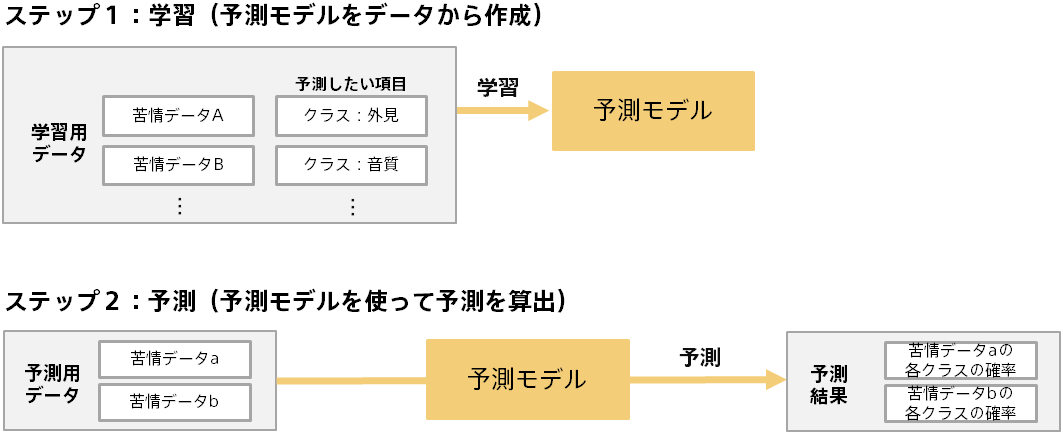 ステップ1：学習（予測モデルをデータから作成）
予測したい項目
学習用
データ
苦情データA
クラス：外見
苦情データB
クラス：音質
⋮
⋮
学習
予測モデル
ステップ2：予測（予測モデルを使って予測を算出）
予測用
データ
苦情データa
苦情データb
予測モデル
予測
予測
結果
苦情データaの
各クラスの確率
苦情データbの
各クラスの確率